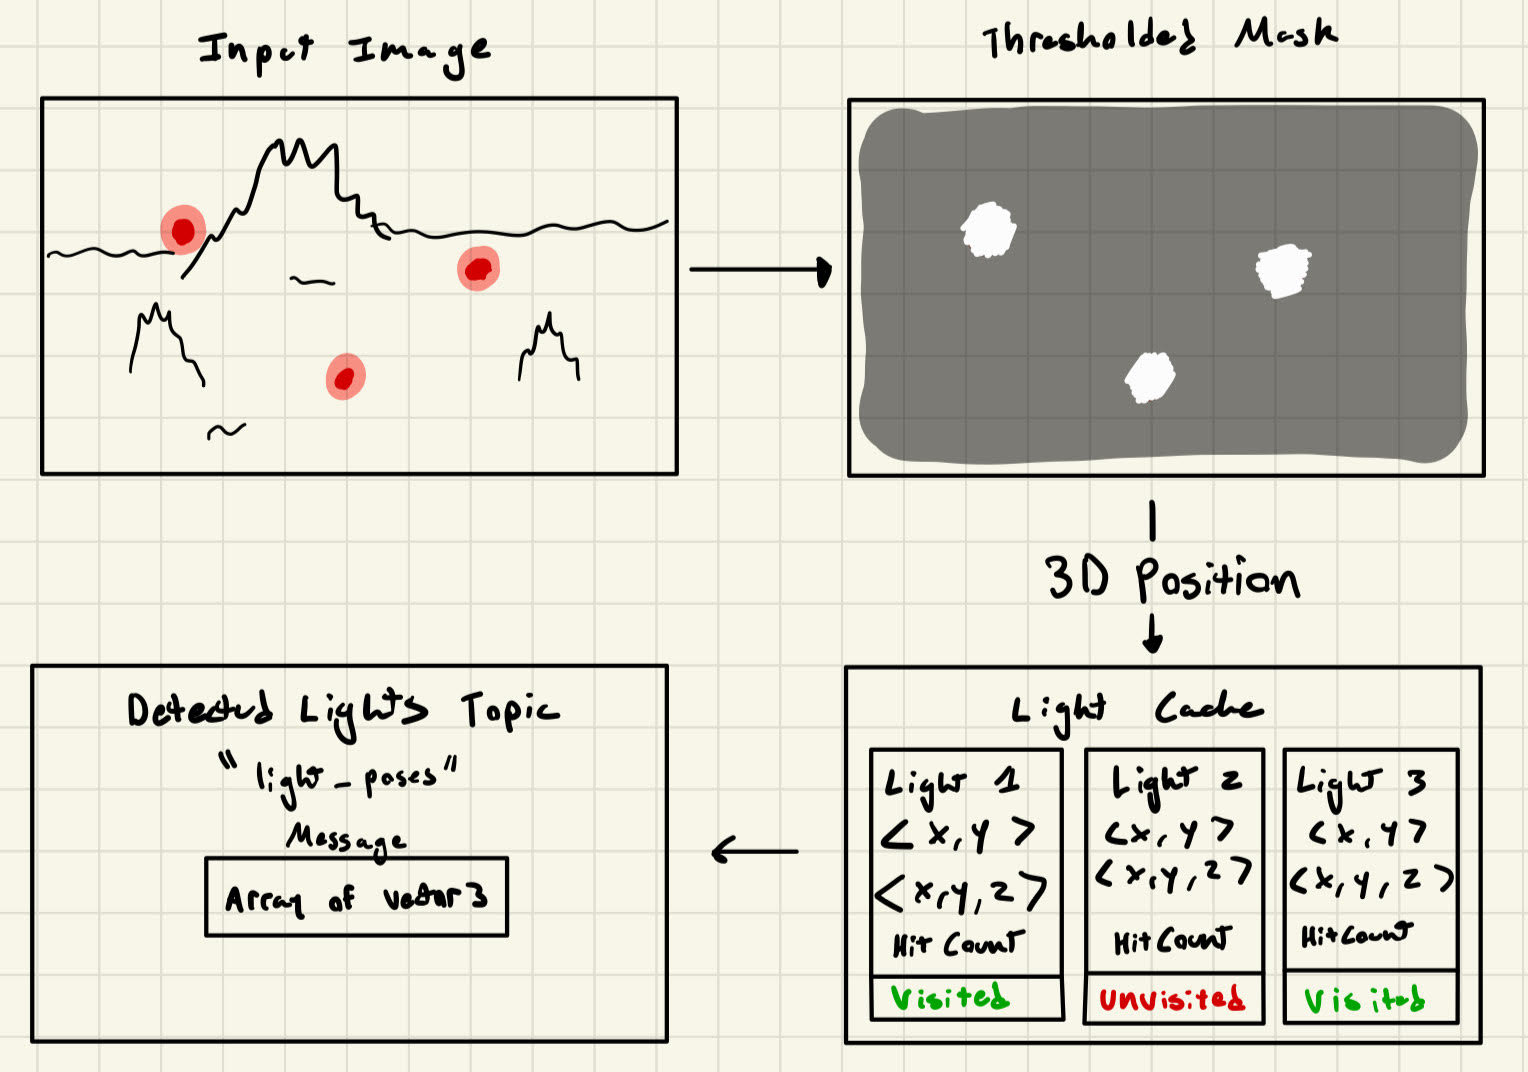 Input Image
Thresholded Mask
3D Position
Detected Lights Topic
"light_poses"
Message
Array of vector3
Light Cache
Light 1
<x,y>
<x,y,z>
Hit Count
Visited
Light 2
<x,y>
<x,y,z>
Hit Count
Unvisited
Light 3
<x,y>
<x,y,z>
Hit Count
Visited